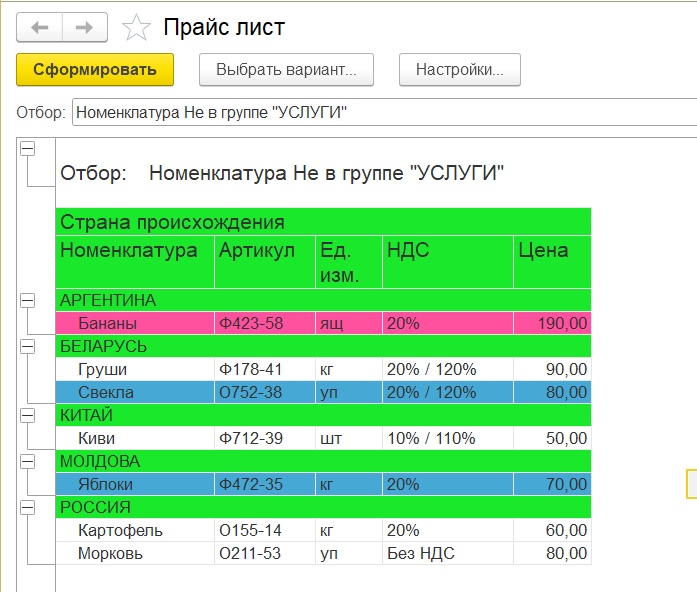 Прайс лист
Сформировать Выбрать вариант... Настройки...
Отбор: Номенклатура Не в группе "УСЛУГИ"
Отбор: Номенклатура Не в группе "УСЛУГИ"
Страна происхождения
Номенклатура Артикул Ед. изм. НДС Цена
АРГЕНТИНА
Бананы Ф423-58 ящ 20% 190,00
БЕЛАРУСЬ
Груши Ф178-41 кг 20% / 120% 90,00
Свекла О752-38 уп 20% / 120% 80,00
КИТАЙ
Киви Ф712-39 шт 10% / 110% 50,00
МОЛДОВА
Яблоки Ф472-35 кг 20% 70,00
РОССИЯ
Картофель О155-14 кг 20% 60,00
Морковь О211-53 уп Без НДС 80,00